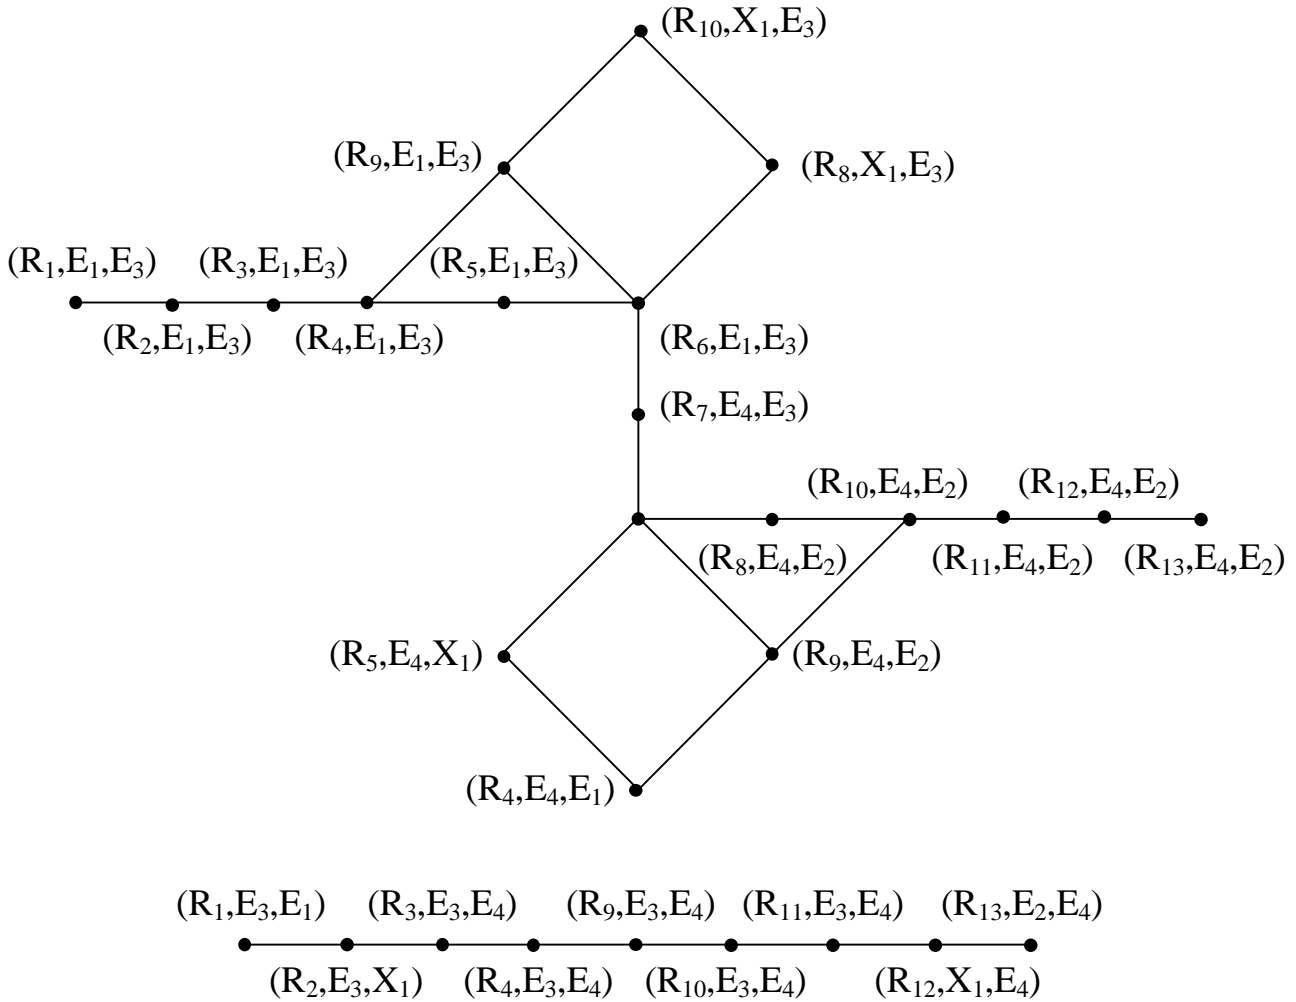 (R₁₀,X₁,E₃)
(R₉,E₁,E₃)
(R₈,X₁,E₃)
(R₁,E₁,E₃) (R₃,E₁,E₃) (R₅,E₁,E₃)
(R₂,E₁,E₃) (R₄,E₁,E₃) (R₆,E₁,E₃)
(R₇,E₄,E₃)
(R₁₀,E₄,E₂) (R₁₂,E₄,E₂)
(R₈,E₄,E₂) (R₁₁,E₄,E₂) (R₁₃,E₄,E₂)
(R₅,E₄,X₁) (R₉,E₄,E₂)
(R₄,E₄,E₁)
(R₁,E₃,E₁) (R₃,E₃,E₄) (R₉,E₃,E₄) (R₁₁,E₃,E₄) (R₁₃,E₂,E₄)
(R₂,E₃,X₁) (R₄,E₃,E₄) (R₁₀,E₃,E₄) (R₁₂,X₁,E₄)